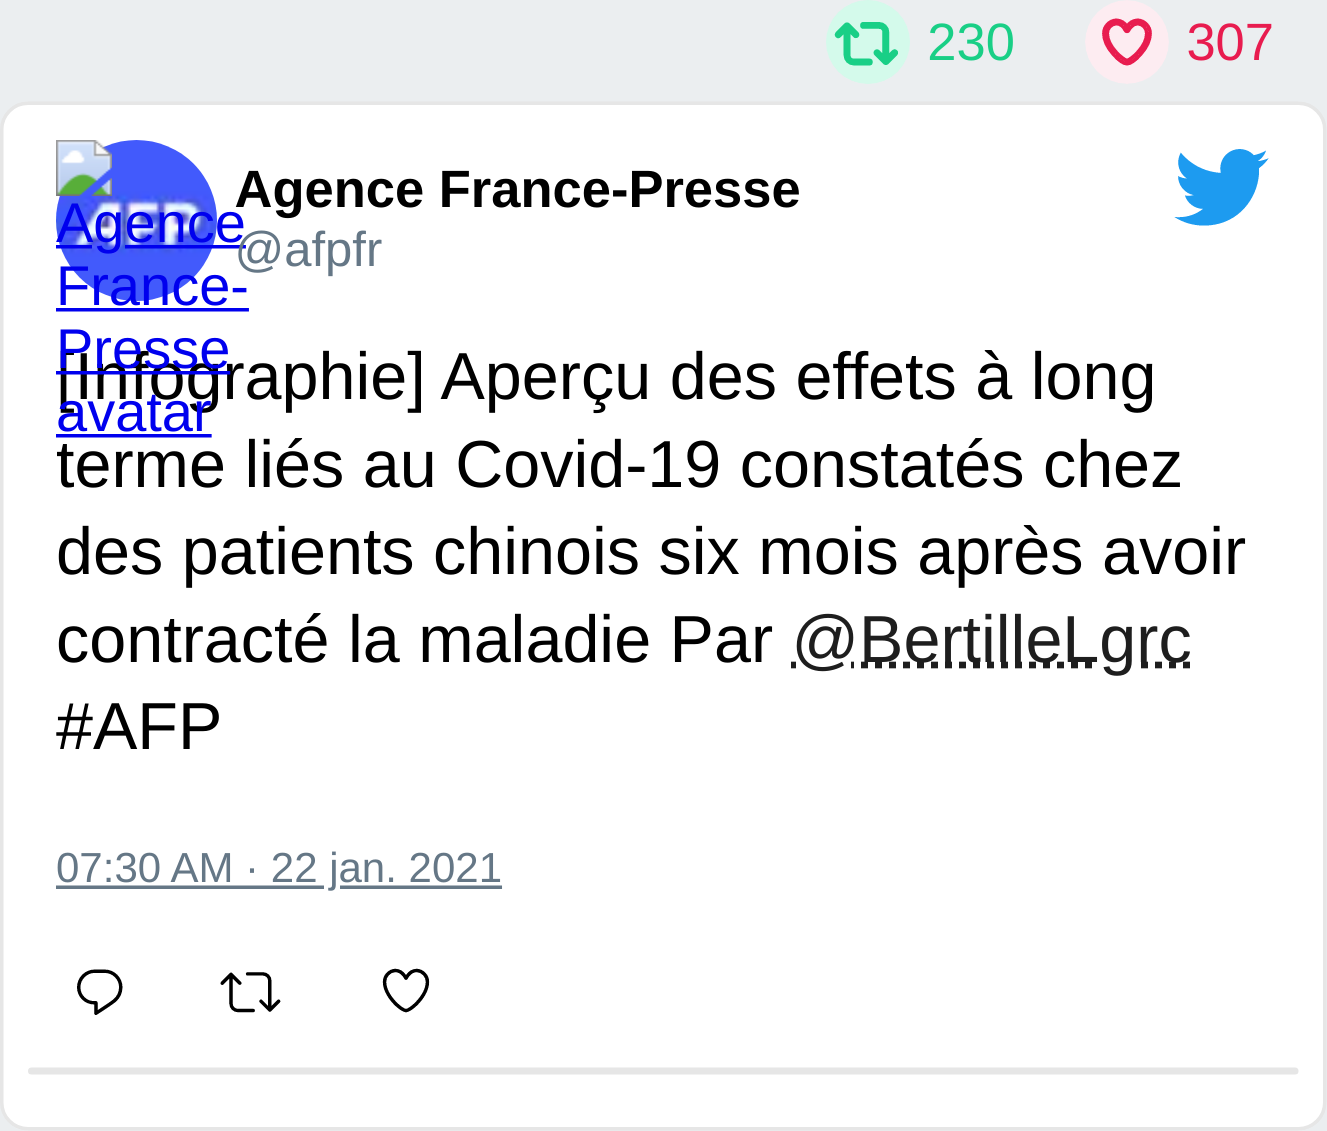 230 307
Agence France-Presse
@afpfr
AFP
Agence
France-
Presse
avatar
[Infographie] Aperçu des effets à long
terme liés au Covid-19 constatés chez
des patients chinois six mois après avoir
contracté la maladie Par @BertilleLgrc
#AFP
07:30 AM · 22 jan. 2021